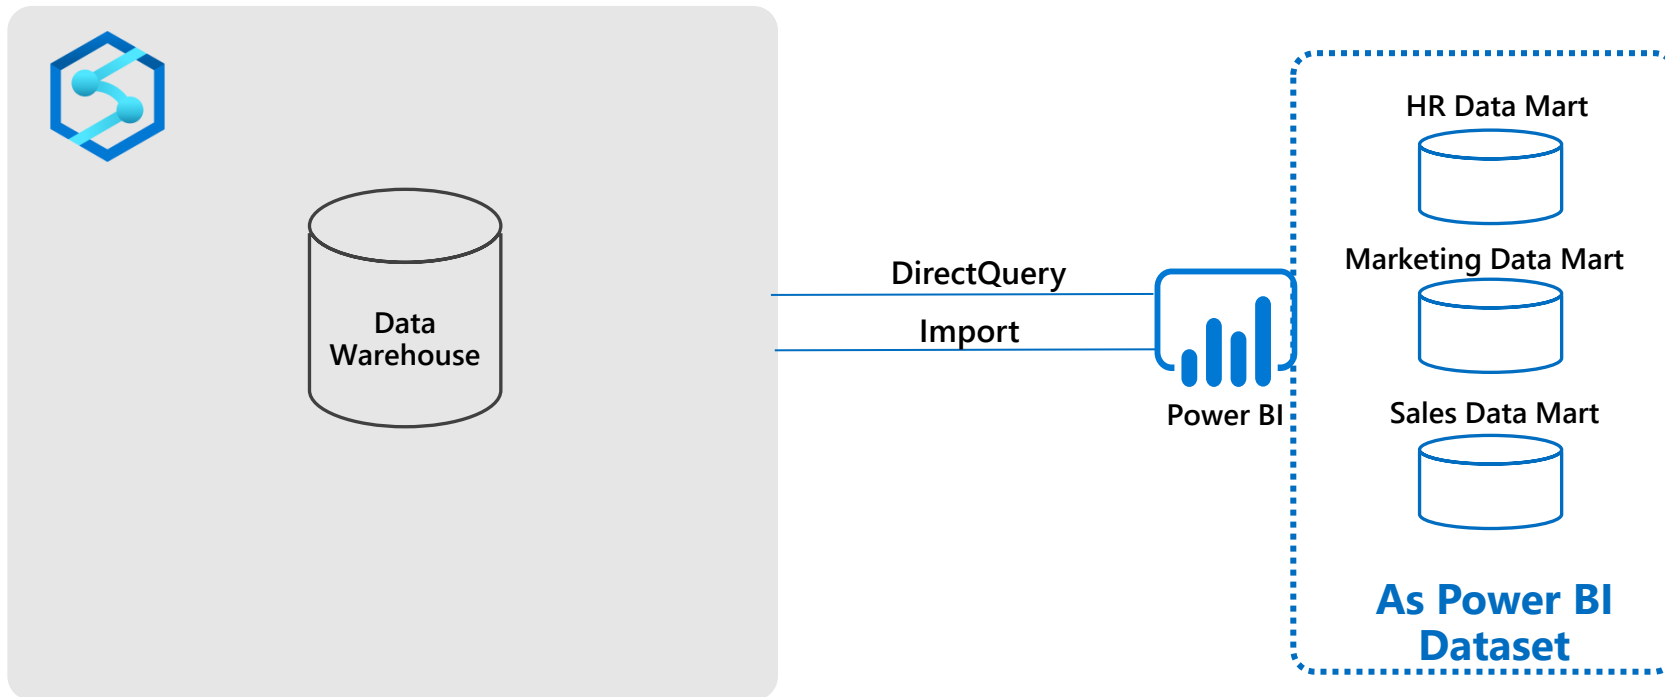 Data
Warehouse
DirectQuery
Import
Power BI
HR Data Mart
Marketing Data Mart
Sales Data Mart
As Power BI
Dataset